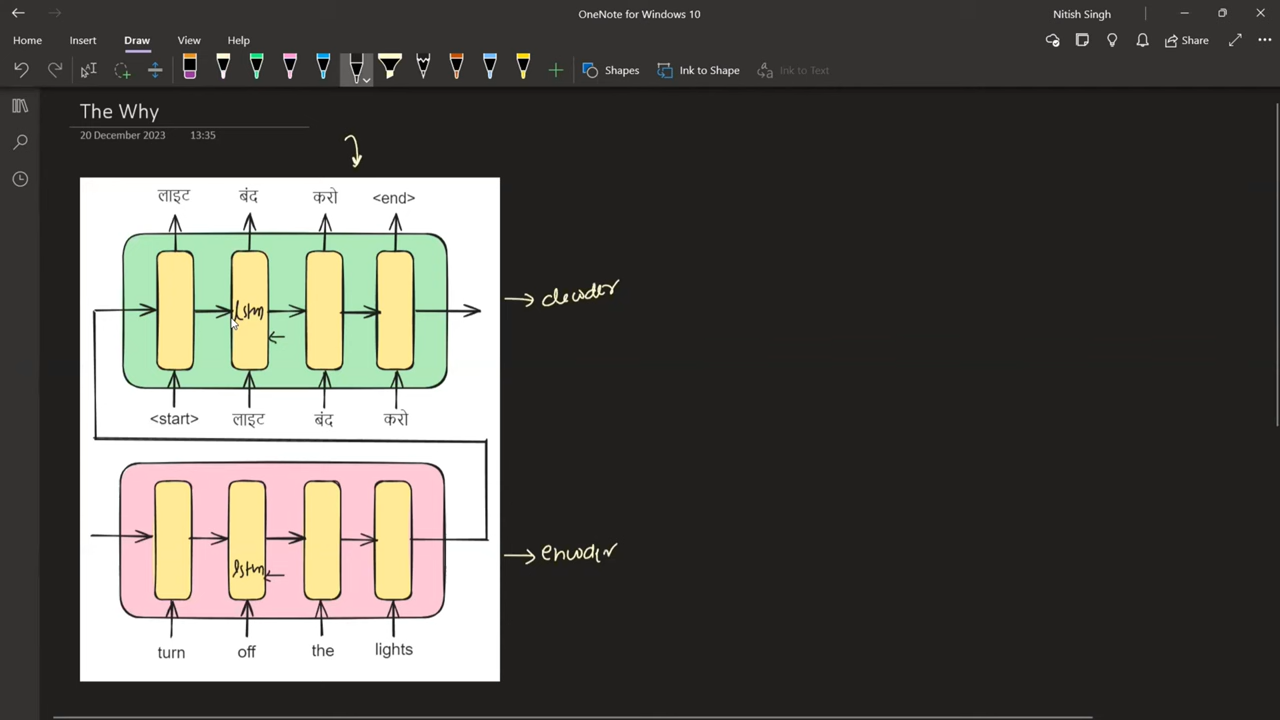 OneNote for Windows 10
Nitish Singh
Home Insert Draw View Help
Share
Shapes Ink to Shape Ink to Text
The Why
20 December 2023 13:35
लाइट बंद करो <end>
lstm
decoder
<start> लाइट बंद करो
lstm
encoder
turn off the lights